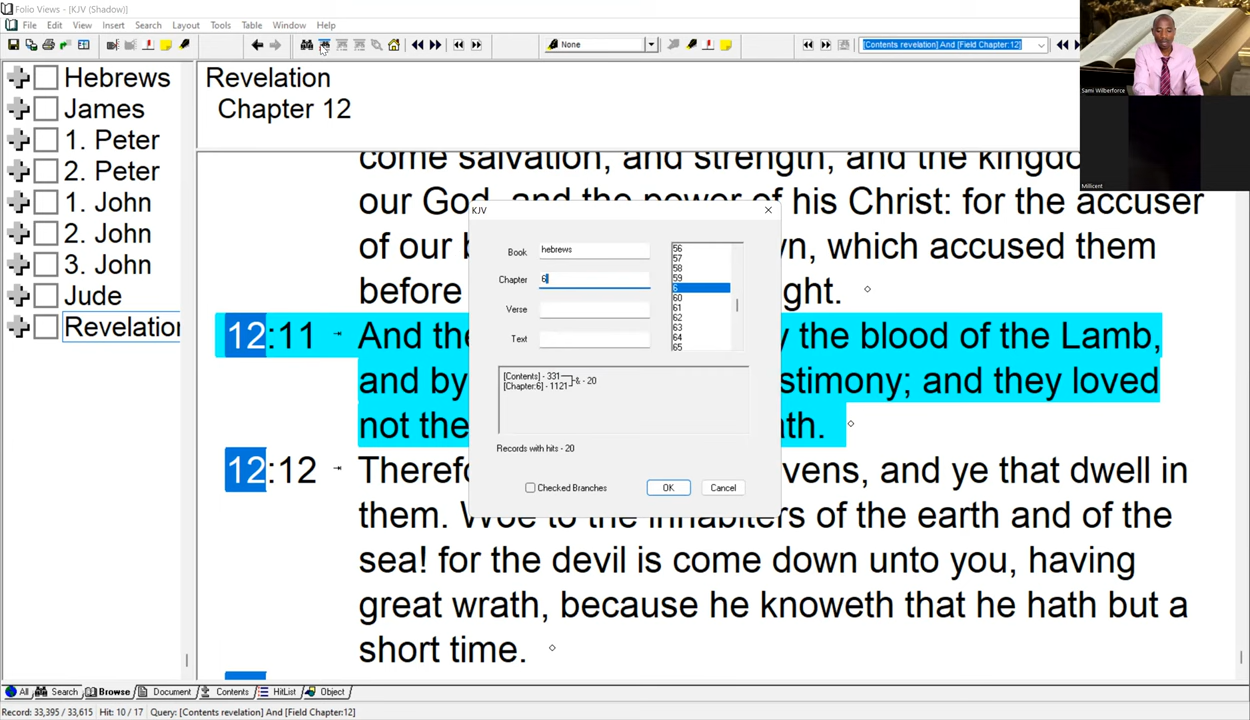 Folio Views - [KJV (Shadow)]
File Edit View Insert Search Layout Tools Table Window Help
None
[Contents revelation] And [Field Chapter:12]
Hebrews
James
1. Peter
2. Peter
1. John
2. John
3. John
Jude
Revelation
Revelation
Chapter 12
come salvation, and strength, and the kingdo
our God, and the power of his Christ: for the accuser
of our b wn, which accused them
before ght.
12:11 And the y the blood of the Lamb,
and by stimony; and they loved
not the ath.
12:12 Therefo vens, and ye that dwell in
them. Woe to the inhabiters of the earth and of the
sea! for the devil is come down unto you, having
great wrath, because he knoweth that he hath but a
short time.
KJV
Book hebrews
Chapter 6
Verse
Text
56
57
58
59
6
60
61
62
63
64
65
[Contents] - 331
[Chapter:6] - 1121
& - 20
Records with hits - 20
Checked Branches OK Cancel
Sami Wilberforce
Millicent
All Search Browse Document Contents HitList Object
Record: 33,395 / 33,615 Hit: 10 / 17 Query: [Contents revelation] And [Field Chapter:12]